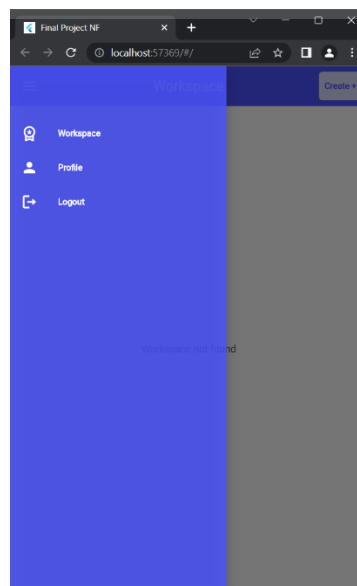 Final Project NF
localhost:57369/#/
Workspace
Create +
Workspace
Profile
Logout
Workspace not found